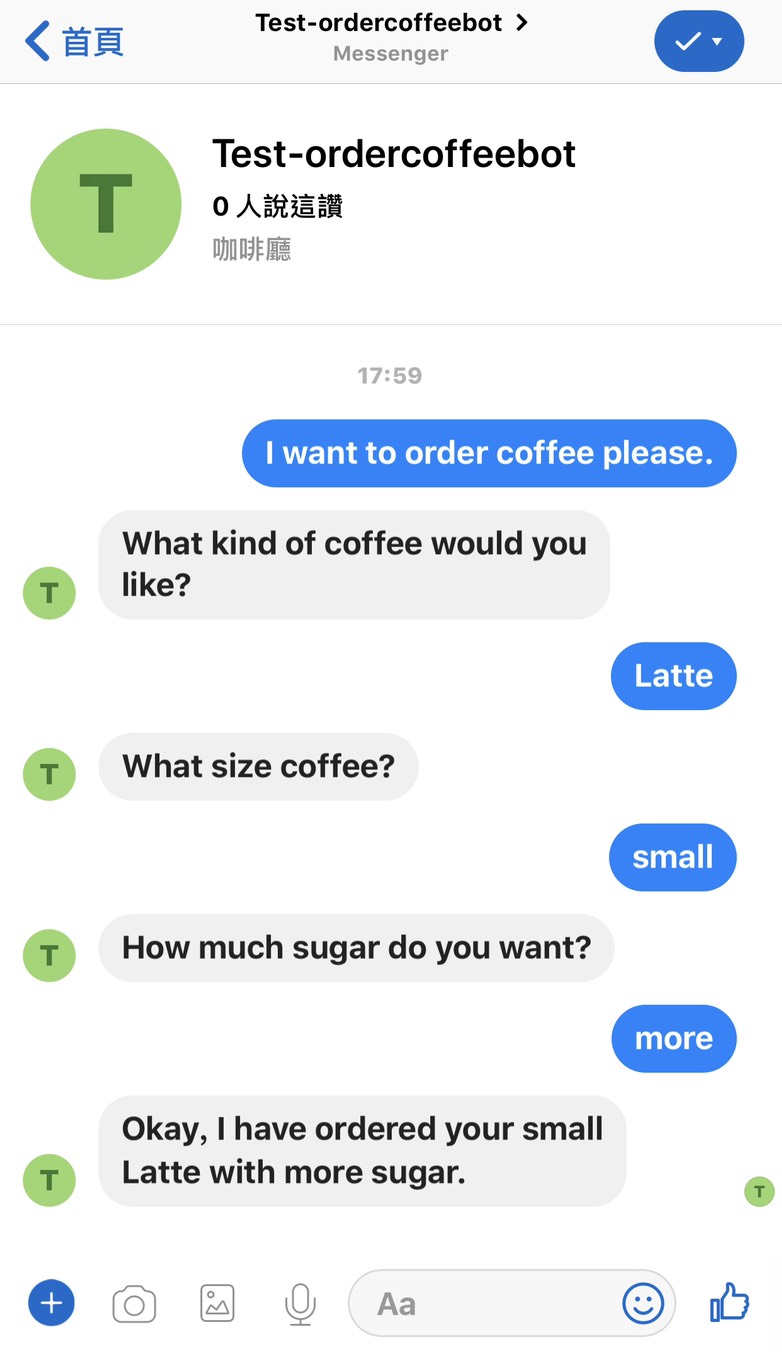 首頁
Test-ordercoffeebot
Messenger
T
Test-ordercoffeebot
0 人說這讚
咖啡廳
17:59
I want to order coffee please.
What kind of coffee would you
like?
T
Latte
What size coffee?
T
small
How much sugar do you want?
T
more
Okay, I have ordered your small
Latte with more sugar.
T
T
Aa